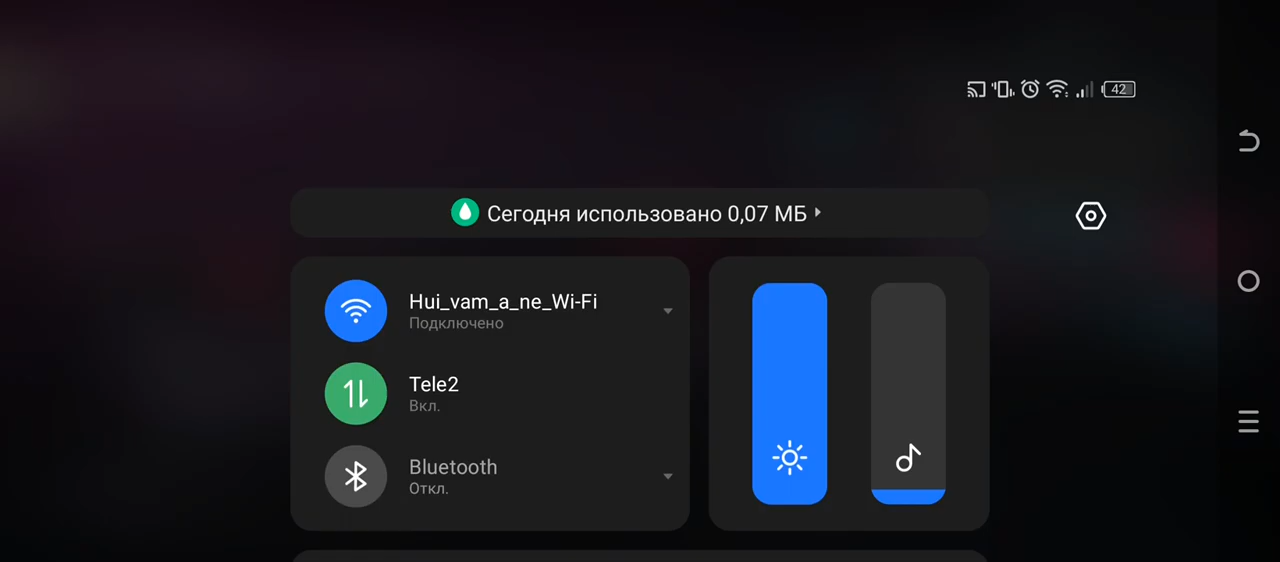 42
Сегодня использовано 0,07 МБ
Hui_vam_a_ne_Wi-Fi
Подключено
Tele2
Вкл.
Bluetooth
Откл.